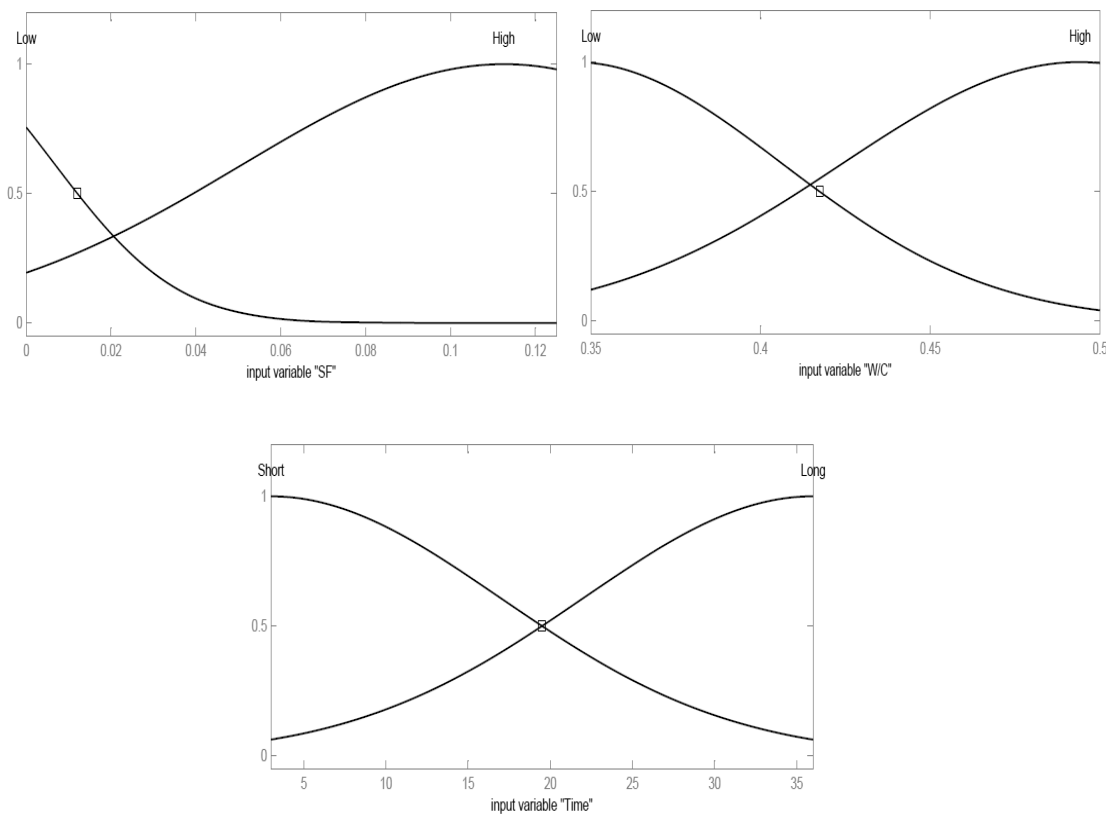 Low High
1
0.5
0
0 0.02 0.04 0.06 0.08 0.1 0.12
input variable "SF"
Low High
1
0.5
0
0.35 0.4 0.45 0.5
input variable "W/C"
Short Long
1
0.5
0
5 10 15 20 25 30 35
input variable "Time"